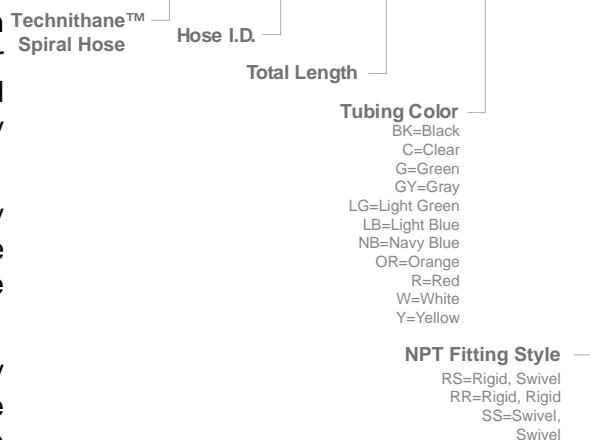 Technithane™
Spiral Hose
Hose I.D.
Total Length
Tubing Color
BK=Black
C=Clear
G=Green
GY=Gray
LG=Light Green
LB=Light Blue
NB=Navy Blue
OR=Orange
R=Red
W=White
Y=Yellow
NPT Fitting Style
RS=Rigid, Swivel
RR=Rigid, Rigid
SS=Swivel,
Swivel